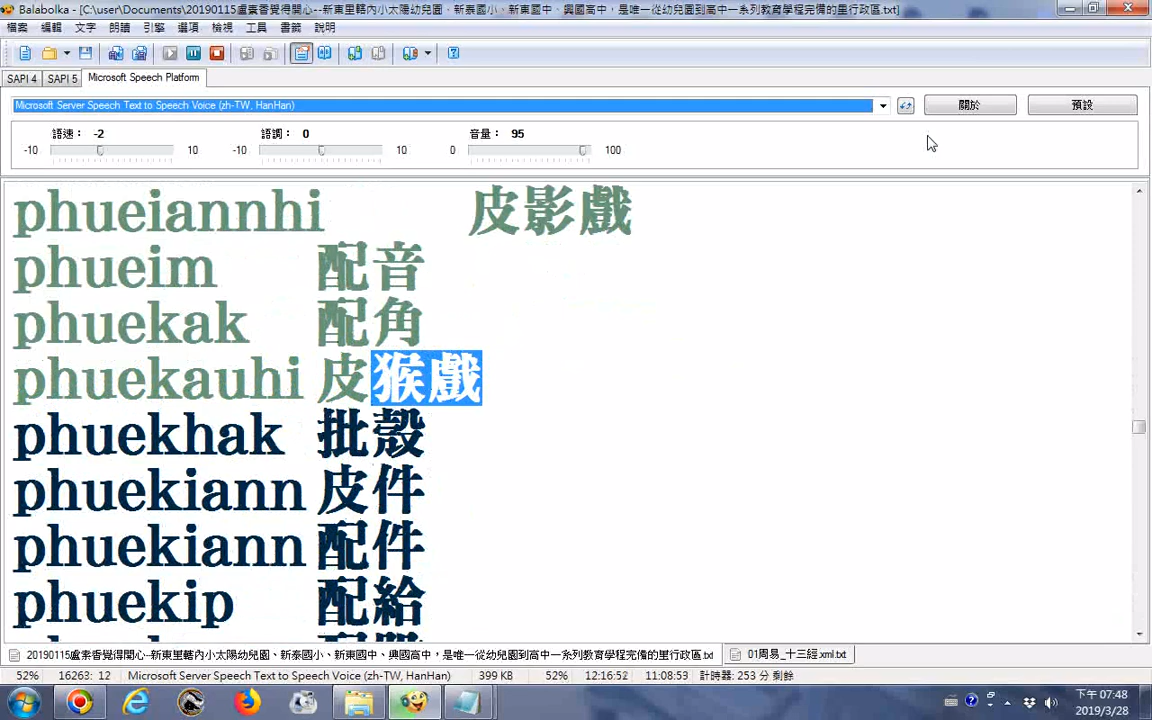 Balabolka - [C:\user\Documents\20190115盧素香覺得開心--新東里轄內小太陽幼兒園、新泰國小、新東國中、興國高中，是唯一從幼兒園到高中一系列教育學程完備的里行政區.txt]
檔案 編輯 文字 朗讀 引擎 選項 檢視 工具 書籤 說明
SAPI 4 SAPI 5 Microsoft Speech Platform
Microsoft Server Speech Text to Speech Voice (zh-TW, HanHan) 關於 預設
語速： -2 語調： 0 音量： 95
-10 10 -10 10 0 100
phueiannhi 皮影戲
phueim 配音
phuekak 配角
phuekauhi 皮猴戲
phuekhak 批殼
phuekiann 皮件
phuekiann 配件
phuekip 配給
20190115盧素香覺得開心--新東里轄內小太陽幼兒園、新泰國小、新東國中、興國高中，是唯一從幼兒園到高中一系列教育學程完備的里行政區.txt 01周易_十三經.xml.txt
52% 16263: 12 Microsoft Server Speech Text to Speech Voice (zh-TW, HanHan) 399 KB 52% 12:16:52 11:08:53 計時器: 253 分 剩餘
下午 07:48
2019/3/28